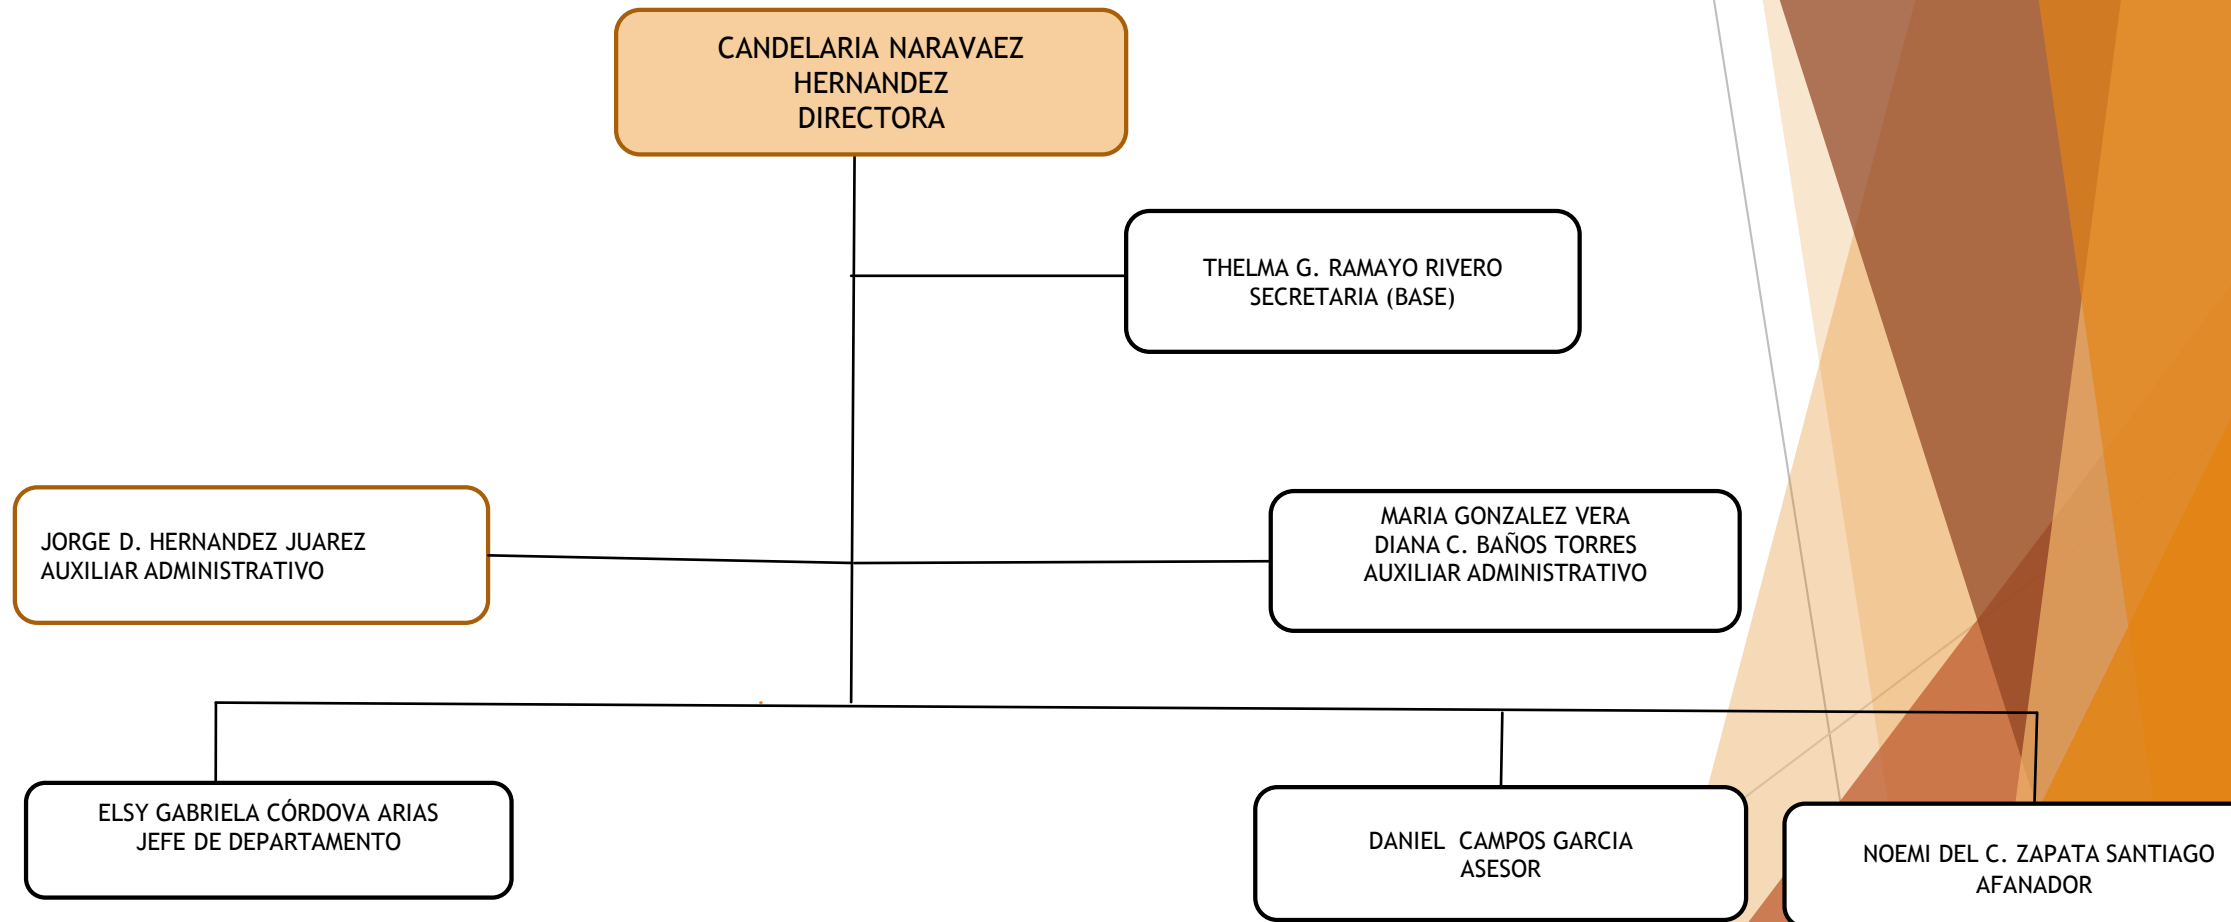 CANDELARIA NARAVAEZ
HERNANDEZ
DIRECTORA
THELMA G. RAMAYO RIVERO
SECRETARIA (BASE)
JORGE D. HERNANDEZ JUAREZ
AUXILIAR ADMINISTRATIVO
MARIA GONZALEZ VERA
DIANA C. BAÑOS TORRES
AUXILIAR ADMINISTRATIVO
ELSY GABRIELA CÓRDOVA ARIAS
JEFE DE DEPARTAMENTO
DANIEL CAMPOS GARCIA
ASESOR
NOEMI DEL C. ZAPATA SANTIAGO
AFANADOR